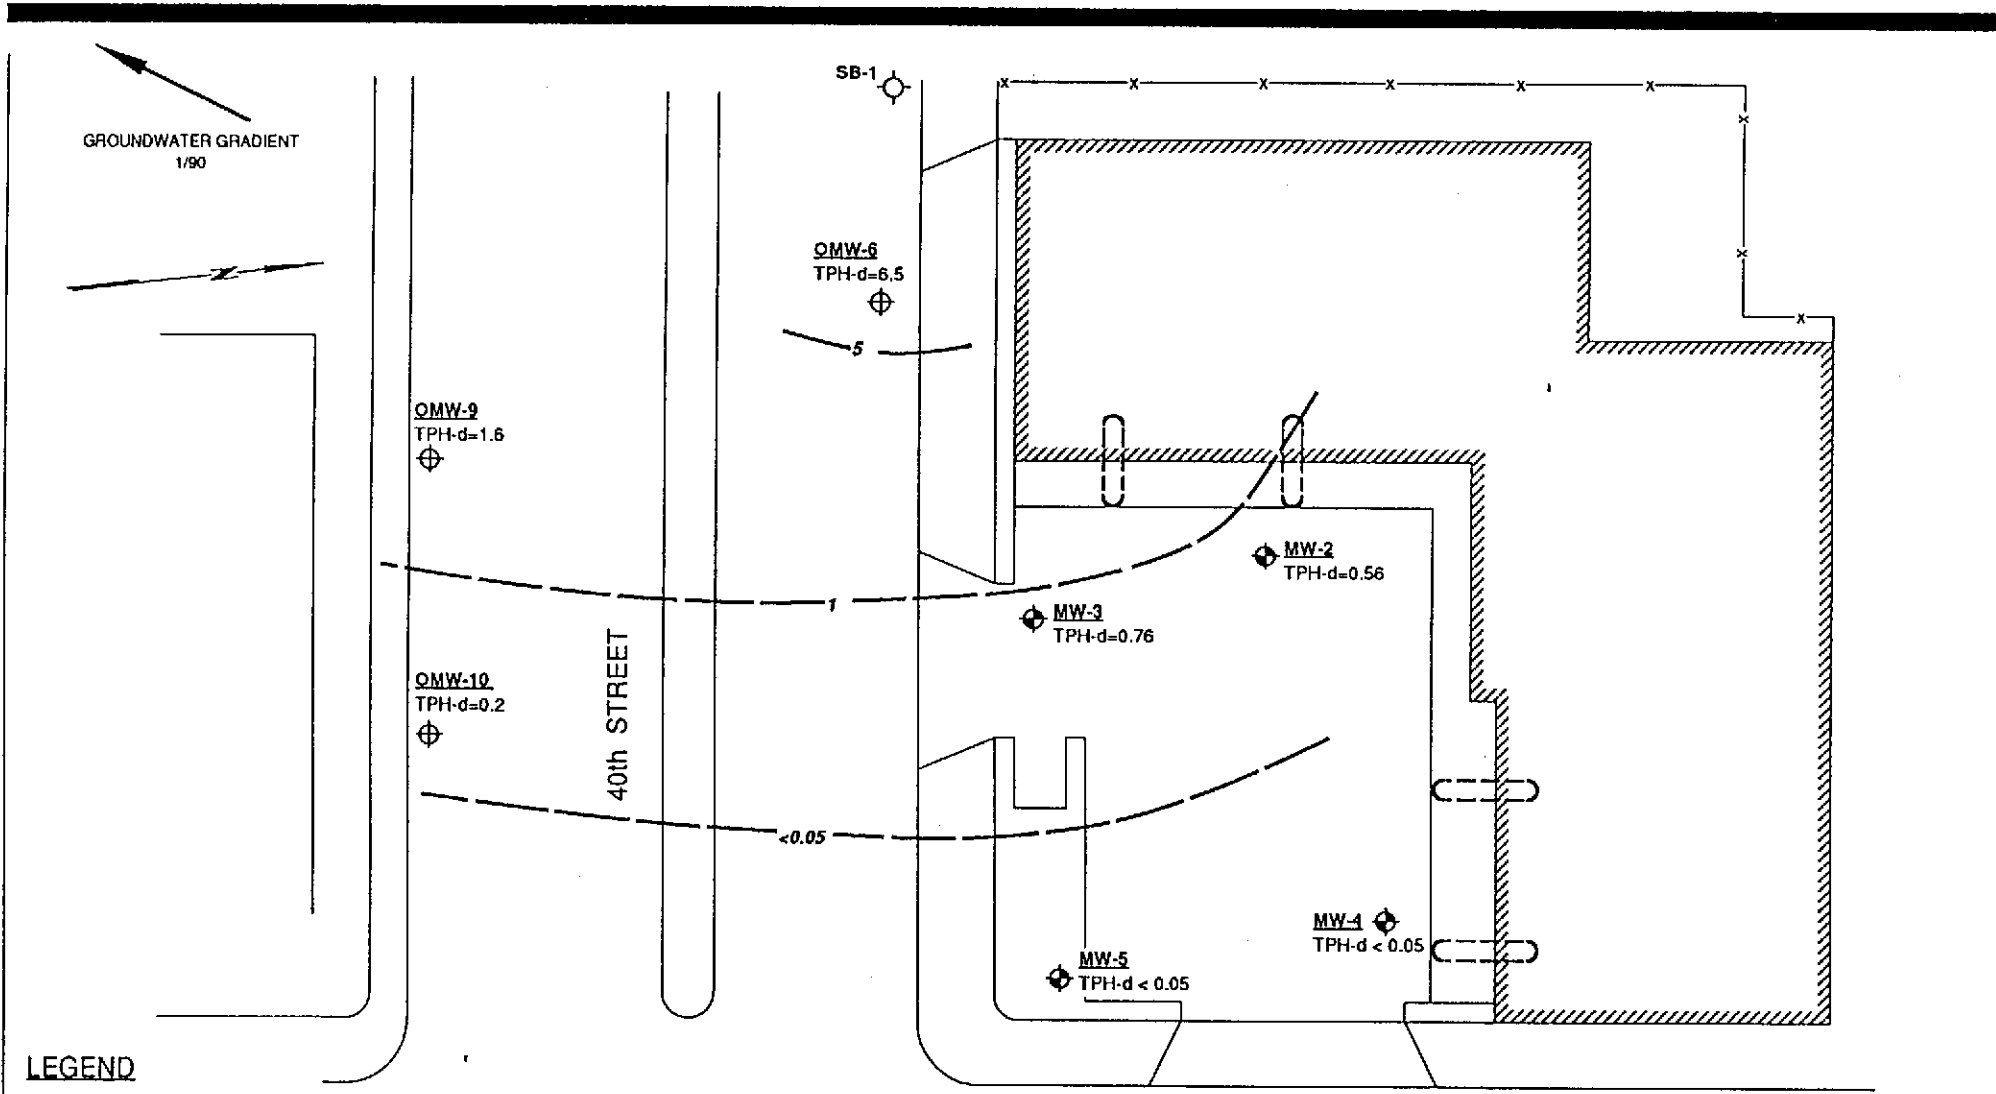 SB-1
GROUNDWATER GRADIENT
1/90
OMW-6
TPH-d=6.5
5
OMW-9
TPH-d=1.6
MW-2
TPH-d=0.56
1
MW-3
TPH-d=0.76
OMW-10
TPH-d=0.2
40th STREET
<0.05
MW-4
TPH-d < 0.05
MW-5
TPH-d < 0.05
LEGEND